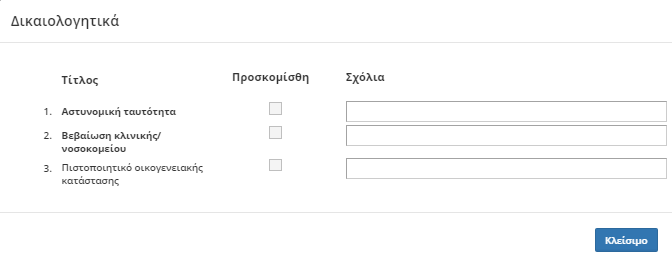 Δικαιολογητικά
Τίτλος Προσκομίσθη Σχόλια
1. Αστυνομική ταυτότητα
2. Βεβαίωση κλινικής/
νοσοκομείου
3. Πιστοποιητικό οικογενειακής
κατάστασης
Κλείσιμο